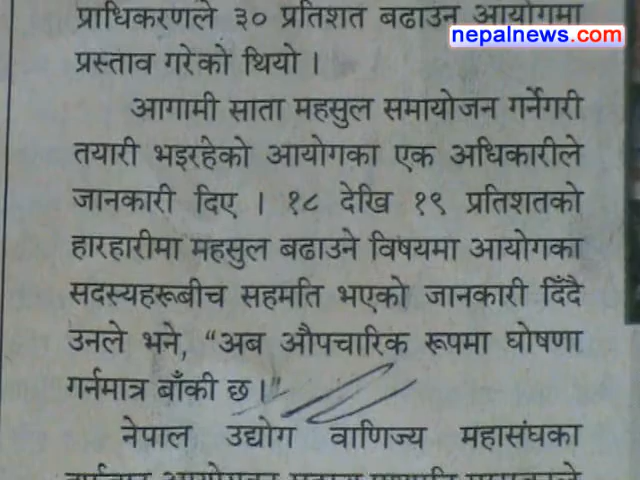 प्राधिकरणले ३० प्रतिशत बढाउन आयोगमा
nepalnews.com
प्रस्ताव गरेको थियो ।
आगामी साता महसुल समायोजन गर्नेगरी
तयारी भइरहेको आयोगका एक अधिकारीले
जानकारी दिए । १८ देखि १९ प्रतिशतको
हारहारीमा महसुल बढाउने विषयमा आयोगका
सदस्यहरूबीच सहमति भएको जानकारी दिँदै
उनले भने, “अब औपचारिक रूपमा घोषणा
गर्नमात्र बाँकी छ ।"
नेपाल उद्योग वाणिज्य महासंघका